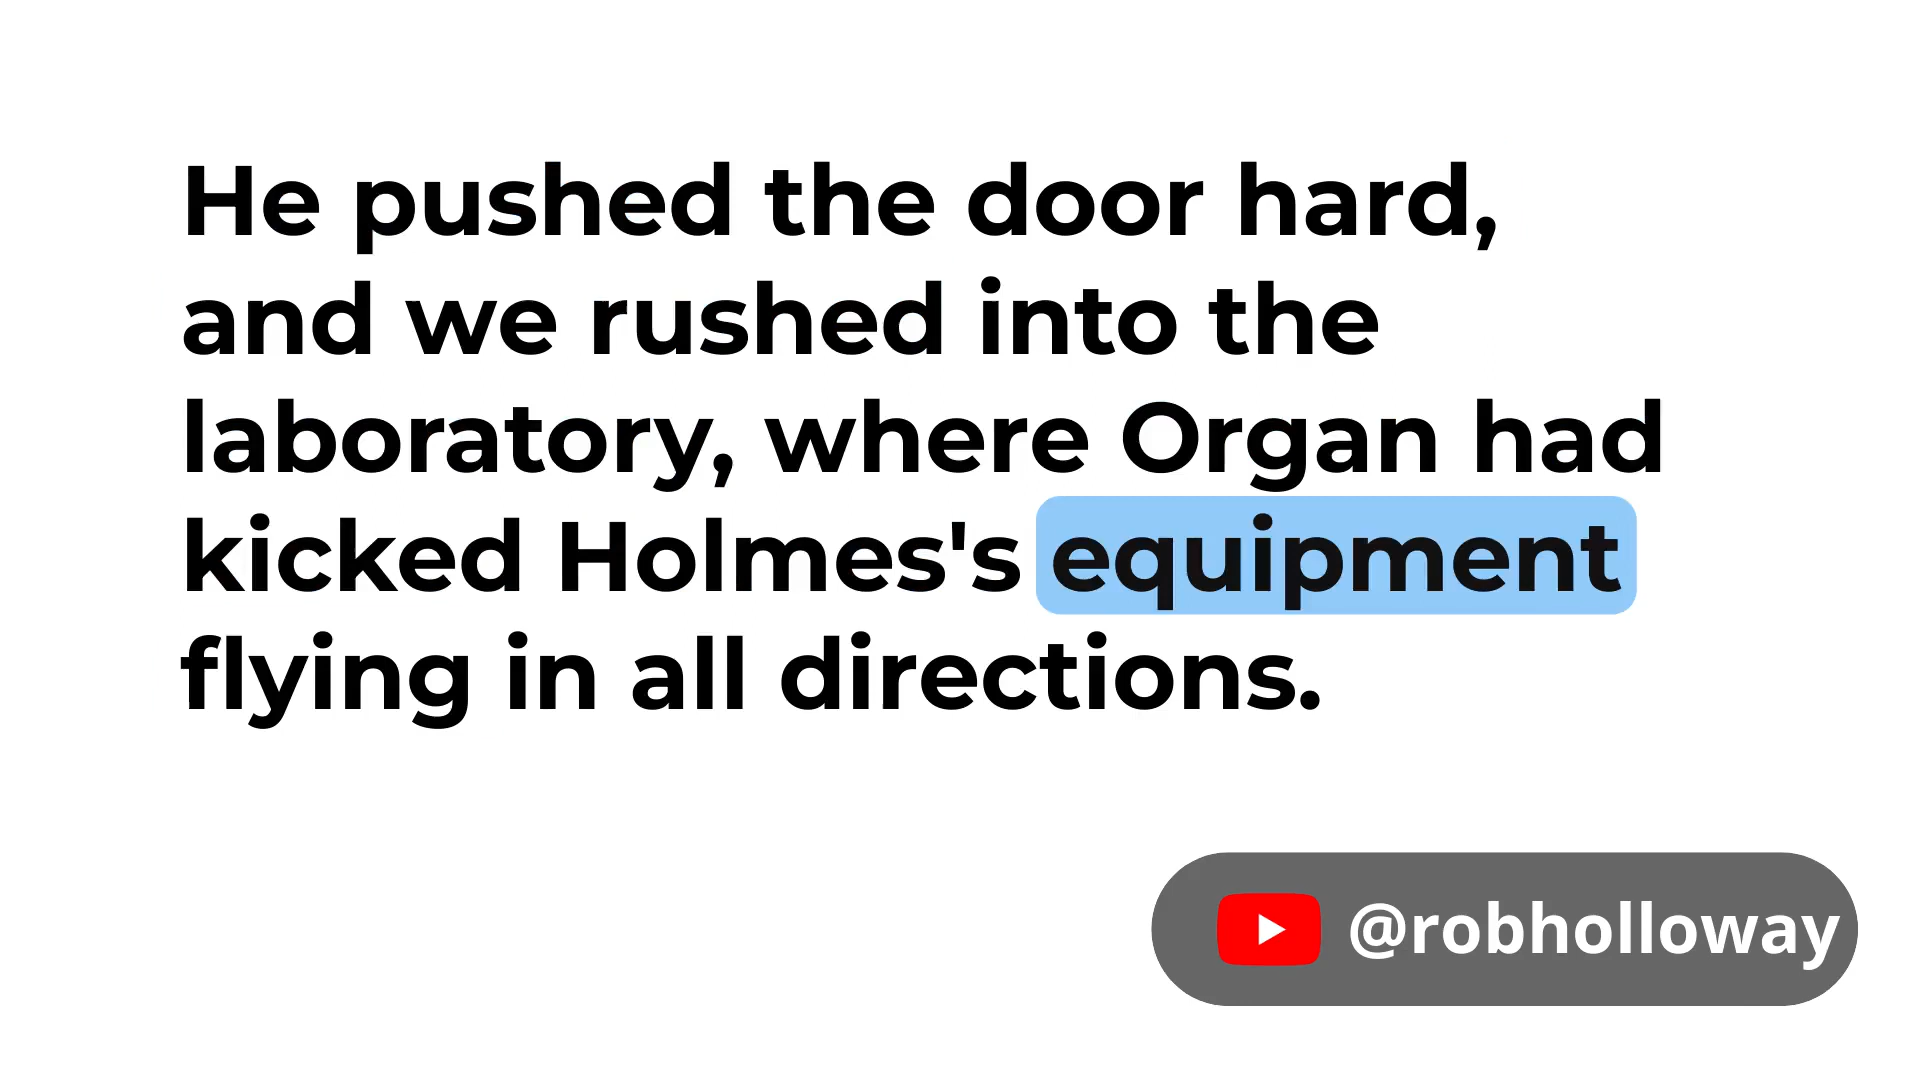 He pushed the door hard,
and we rushed into the
laboratory, where Organ had
kicked Holmes's equipment
flying in all directions.
@robholloway